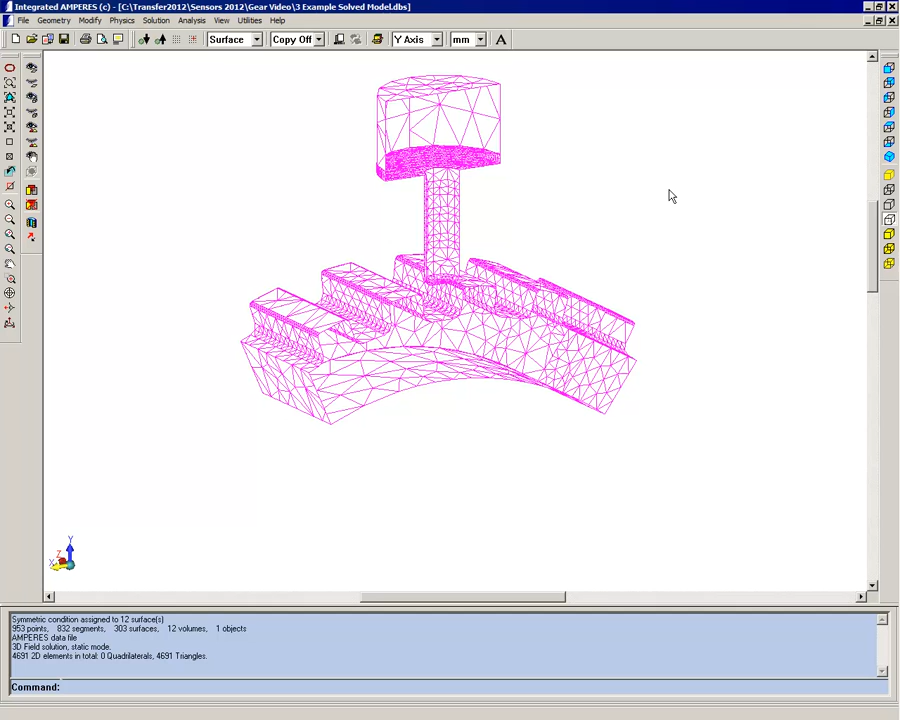 Integrated AMPERES (c) - [C:\Transfer2012\Sensors 2012\Gear Video\3 Example Solved Model.dbs]
File Geometry Modify Physics Solution Analysis View Utilities Help
Surface Copy Off Y Axis mm A
Y
Z
X
Symmetric condition assigned to 12 surface(s)
953 points, 832 segments, 303 surfaces, 12 volumes, 1 objects
AMPERES data file
3D Field solution, static mode.
4691 2D elements in total: 0 Quadrilaterals, 4691 Triangles.
Command: